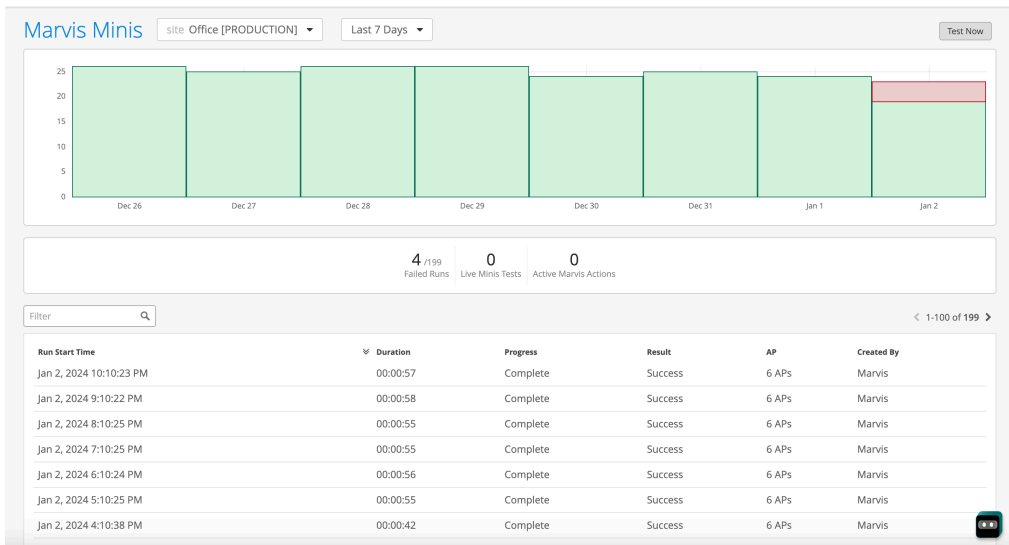 Marvis Minis site Office [PRODUCTION] Last 7 Days Test Now
25
20
15
10
5
0
Dec 26 Dec 27 Dec 28 Dec 29 Dec 30 Dec 31 Jan 1 Jan 2
4 /199 0 0
Failed Runs Live Minis Tests Active Marvis Actions
Filter 1-100 of 199
Run Start Time Duration Progress Result AP Created By
Jan 2, 2024 10:10:23 PM 00:00:57 Complete Success 6 APs Marvis
Jan 2, 2024 9:10:22 PM 00:00:58 Complete Success 6 APs Marvis
Jan 2, 2024 8:10:25 PM 00:00:55 Complete Success 6 APs Marvis
Jan 2, 2024 7:10:25 PM 00:00:55 Complete Success 6 APs Marvis
Jan 2, 2024 6:10:24 PM 00:00:56 Complete Success 6 APs Marvis
Jan 2, 2024 5:10:25 PM 00:00:55 Complete Success 6 APs Marvis
Jan 2, 2024 4:10:38 PM 00:00:42 Complete Success 6 APs Marvis